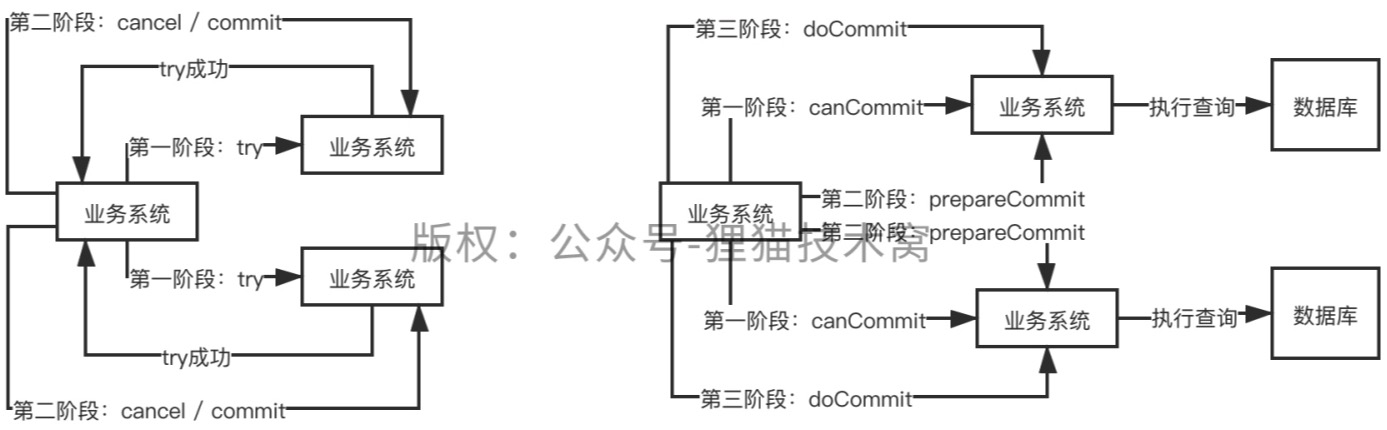 第二阶段：cancel / commit
try成功
第一阶段：try
业务系统
业务系统
第一阶段：try
业务系统
try成功
第二阶段：cancel / commit
第三阶段：doCommit
第一阶段：canCommit
业务系统
执行查询
数据库
业务系统
第二阶段：prepareCommit
第二阶段：prepareCommit
第一阶段：canCommit
业务系统
执行查询
数据库
第三阶段：doCommit
版权：公众号-狸猫技术窝